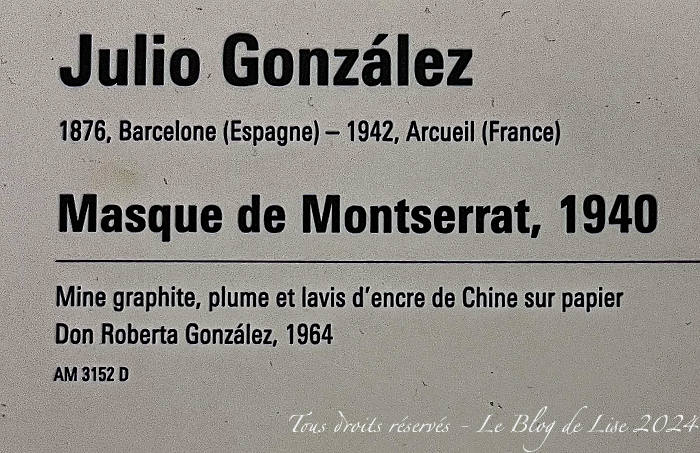 Julio González
1876, Barcelone (Espagne) – 1942, Arcueil (France)
Masque de Montserrat, 1940
Mine graphite, plume et lavis d'encre de Chine sur papier
Don Roberta González, 1964
AM 3152 D
Tous droits réservés - Le Blog de Lise 2024